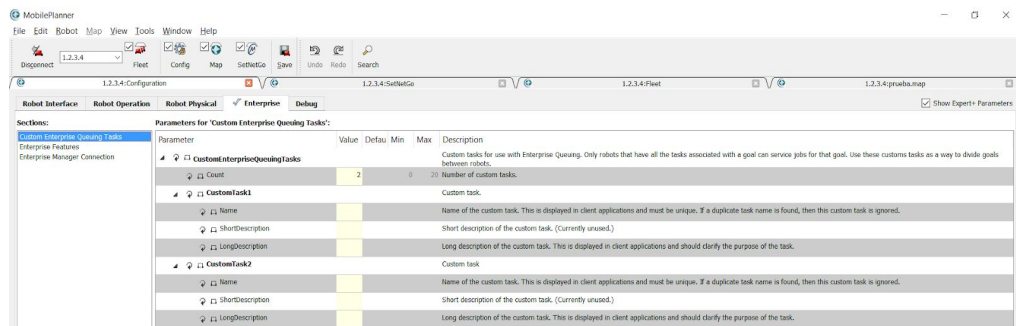 MobilePlanner
File Edit Robot Map View Tools Window Help
1.2.3.4
Disconnect Fleet Config Map SetNetGo Save Undo Redo Search
1.2.3.4:Configuration 1.2.3.4:SetNetGo 1.2.3.4:Fleet 1.2.3.4:prueba.map
Robot Interface Robot Operation Robot Physical Enterprise Debug Show Expert+ Parameters
Sections: Parameters for 'Custom Enterprise Queuing Tasks':
Custom Enterprise Queuing Tasks
Enterprise Features
Enterprise Manager Connection
Parameter Value Defau Min Max Description
CustomEnterpriseQueuingTasks Custom tasks for use with Enterprise Queuing. Only robots that have all the tasks associated with a goal can service jobs for that goal. Use these customs tasks as a way to divide goals
between robots.
Count 2 0 20 Number of custom tasks.
CustomTask1 Custom task.
Name Name of the custom task. This is displayed in client applications and must be unique. If a duplicate task name is found, then this custom task is ignored.
ShortDescription Short description of the custom task. (Currently unused.)
LongDescription Long description of the custom task. This is displayed in client applications and should clarify the purpose of the task.
CustomTask2 Custom task
Name Name of the custom task. This is displayed in client applications and must be unique. If a duplicate task name is found, then this custom task is ignored.
ShortDescription Short description of the custom task. (Currently unused.)
LongDescription Long description of the custom task. This is displayed in client applications and should clarify the purpose of the task.